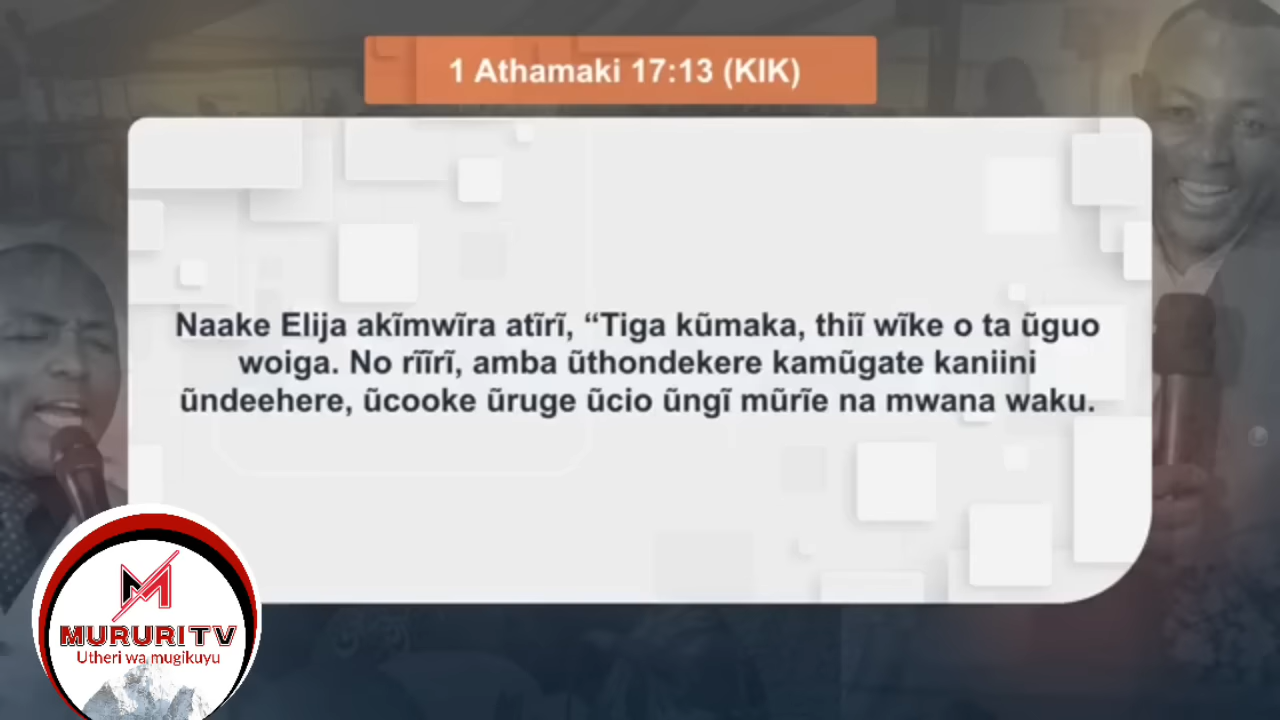 1 Athamaki 17:13 (KIK)
Naake Elija akĩmwĩra atĩrĩ, “Tiga kũmaka, thiĩ wĩke o ta ũguo
woiga. No rĩĩrĩ, amba ũthondekere kamũgate kaniini
ũndeehere, ũcooke ũruge ũcio ũngĩ mũrĩe na mwana waku.
MURURI TV
Utheri wa mugikuyu